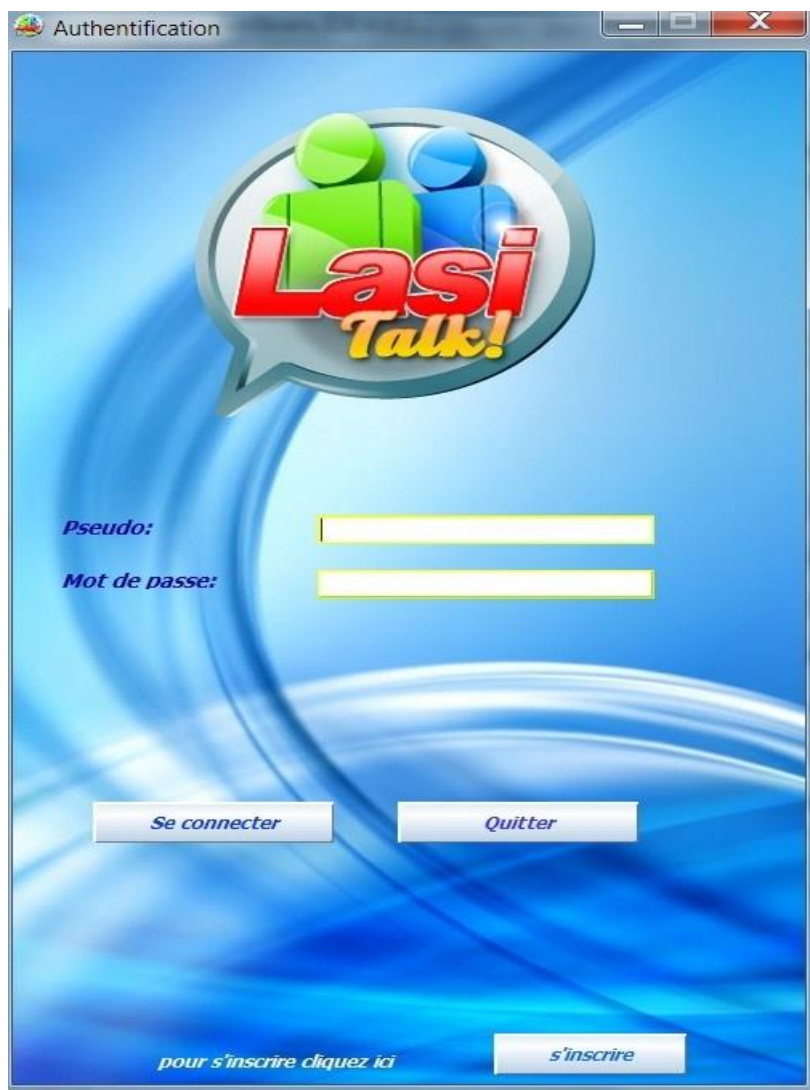 Authentification
Lasi
Talk!
Pseudo:
Mot de passe:
Se connecter
Quitter
pour s'inscrire cliquez ici
s'inscrire